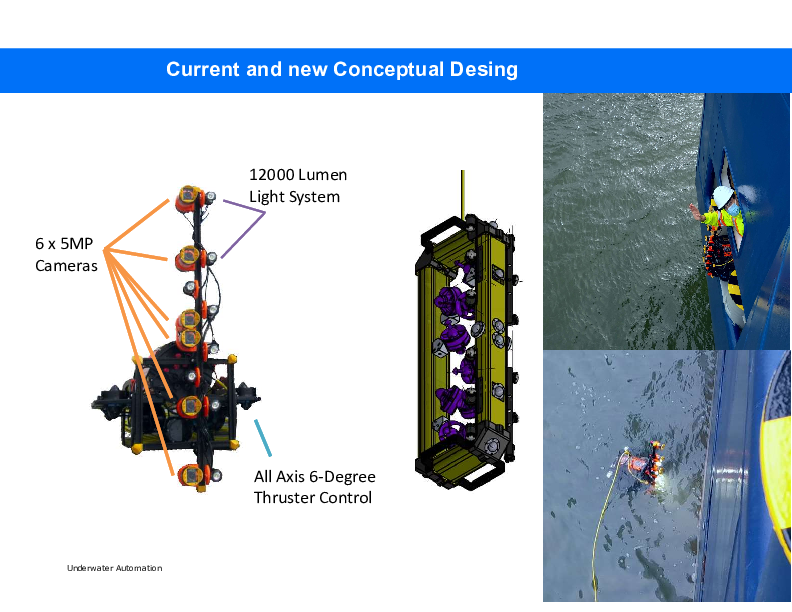 Current and new Conceptual Desing
12000 Lumen
Light System
6 x 5MP
Cameras
All Axis 6-Degree
Thruster Control
Underwater Automation